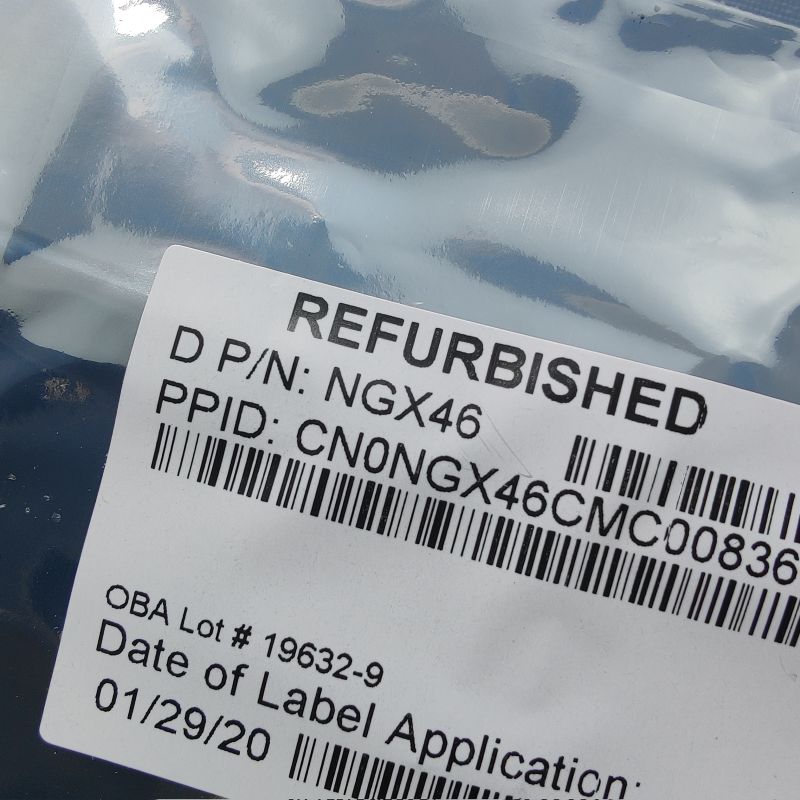 REFURBISHED
D P/N: NGX46
PPID: CN0NGX46CMC00836
OBA Lot # 19632-9
Date of Label Application:
01/29/20